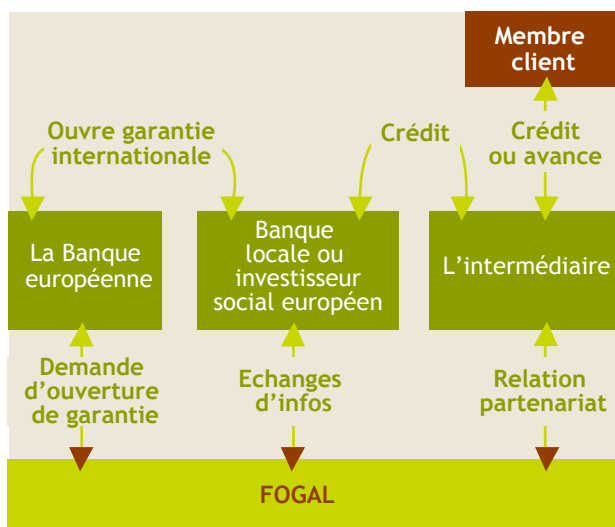 Membre
client
Ouvre garantie
internationale
Crédit
Crédit
ou avance
La Banque
européenne
Banque
locale ou
investisseur
social européen
L'intermédiaire
Demande
d'ouverture
de garantie
Echanges
d'infos
Relation
partenariat
FOGAL